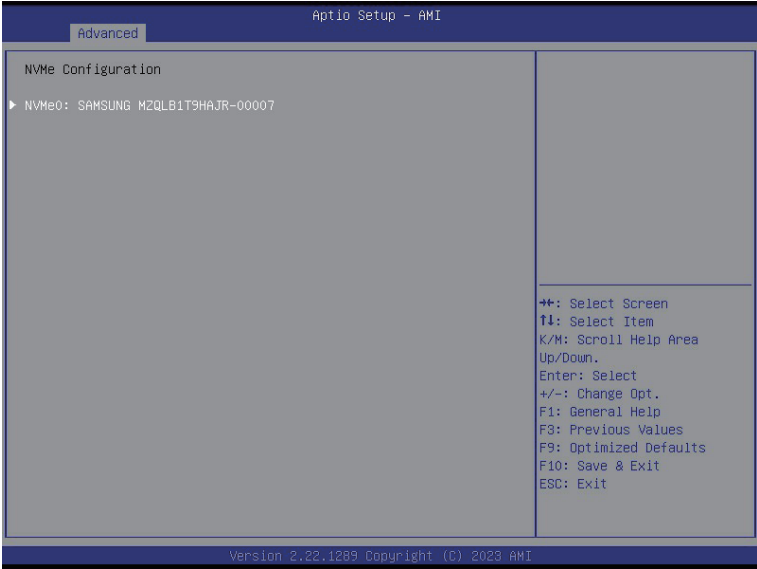 Aptio Setup – AMI
Advanced
NVMe Configuration
NVMe0: SAMSUNG MZQLB1T9HAJR-00007
→←: Select Screen
↑↓: Select Item
K/M: Scroll Help Area
Up/Down.
Enter: Select
+/-: Change Opt.
F1: General Help
F3: Previous Values
F9: Optimized Defaults
F10: Save & Exit
ESC: Exit
Version 2.22.1289 Copyright (C) 2023 AMI